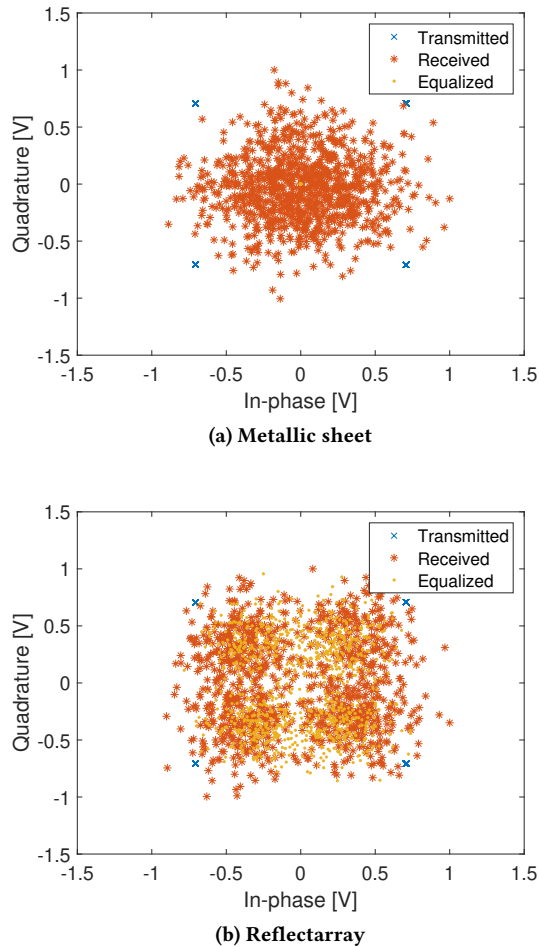 1.5
1
0.5
0
-0.5
-1
-1.5
Quadrature [V]
Transmitted
Received
Equalized
-1.5 -1 -0.5 0 0.5 1 1.5
In-phase [V]
(a) Metallic sheet
1.5
1
0.5
0
-0.5
-1
-1.5
Quadrature [V]
Transmitted
Received
Equalized
-1.5 -1 -0.5 0 0.5 1 1.5
In-phase [V]
(b) Reflectarray